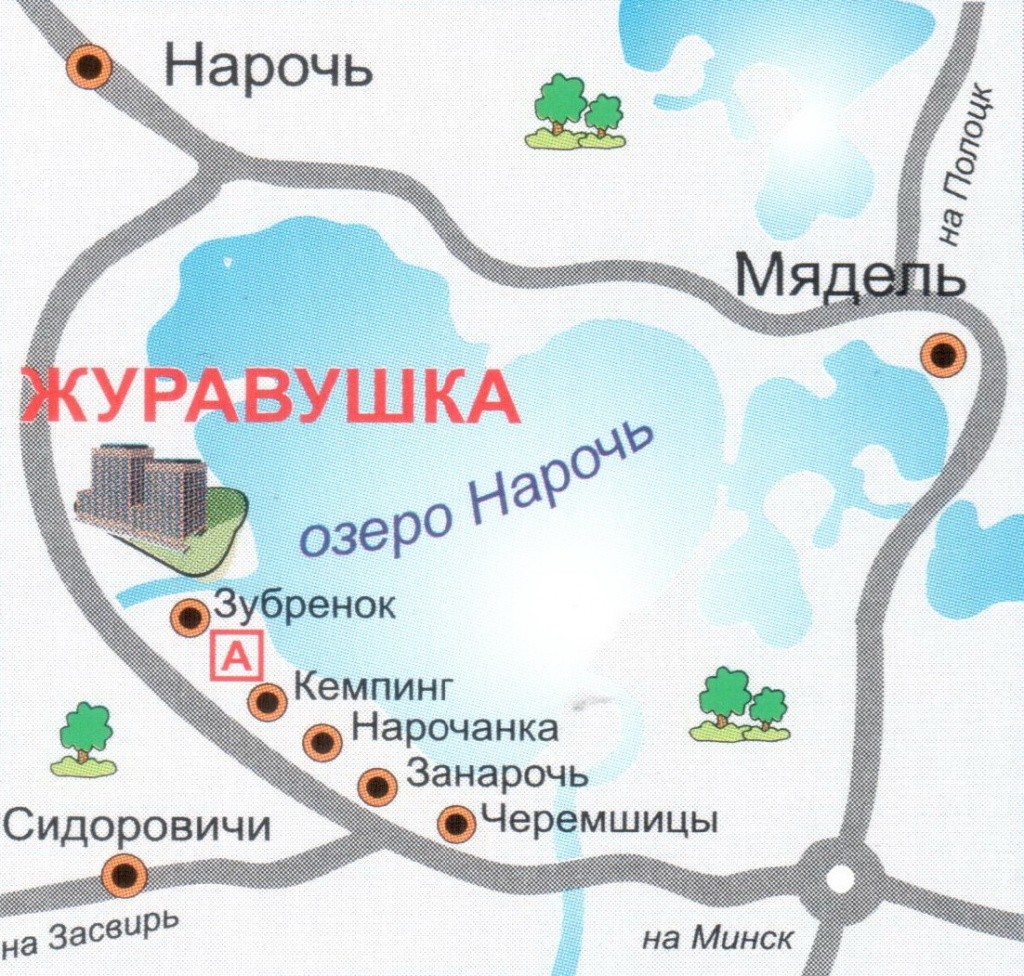 Нарочь
на Полоцк
Мядель
ЖУРАВУШКА
озеро Нарочь
Зубренок
А
Кемпинг
Нарочанка
Занарочь
Сидоровичи
Черемшицы
на Засвирь
на Минск